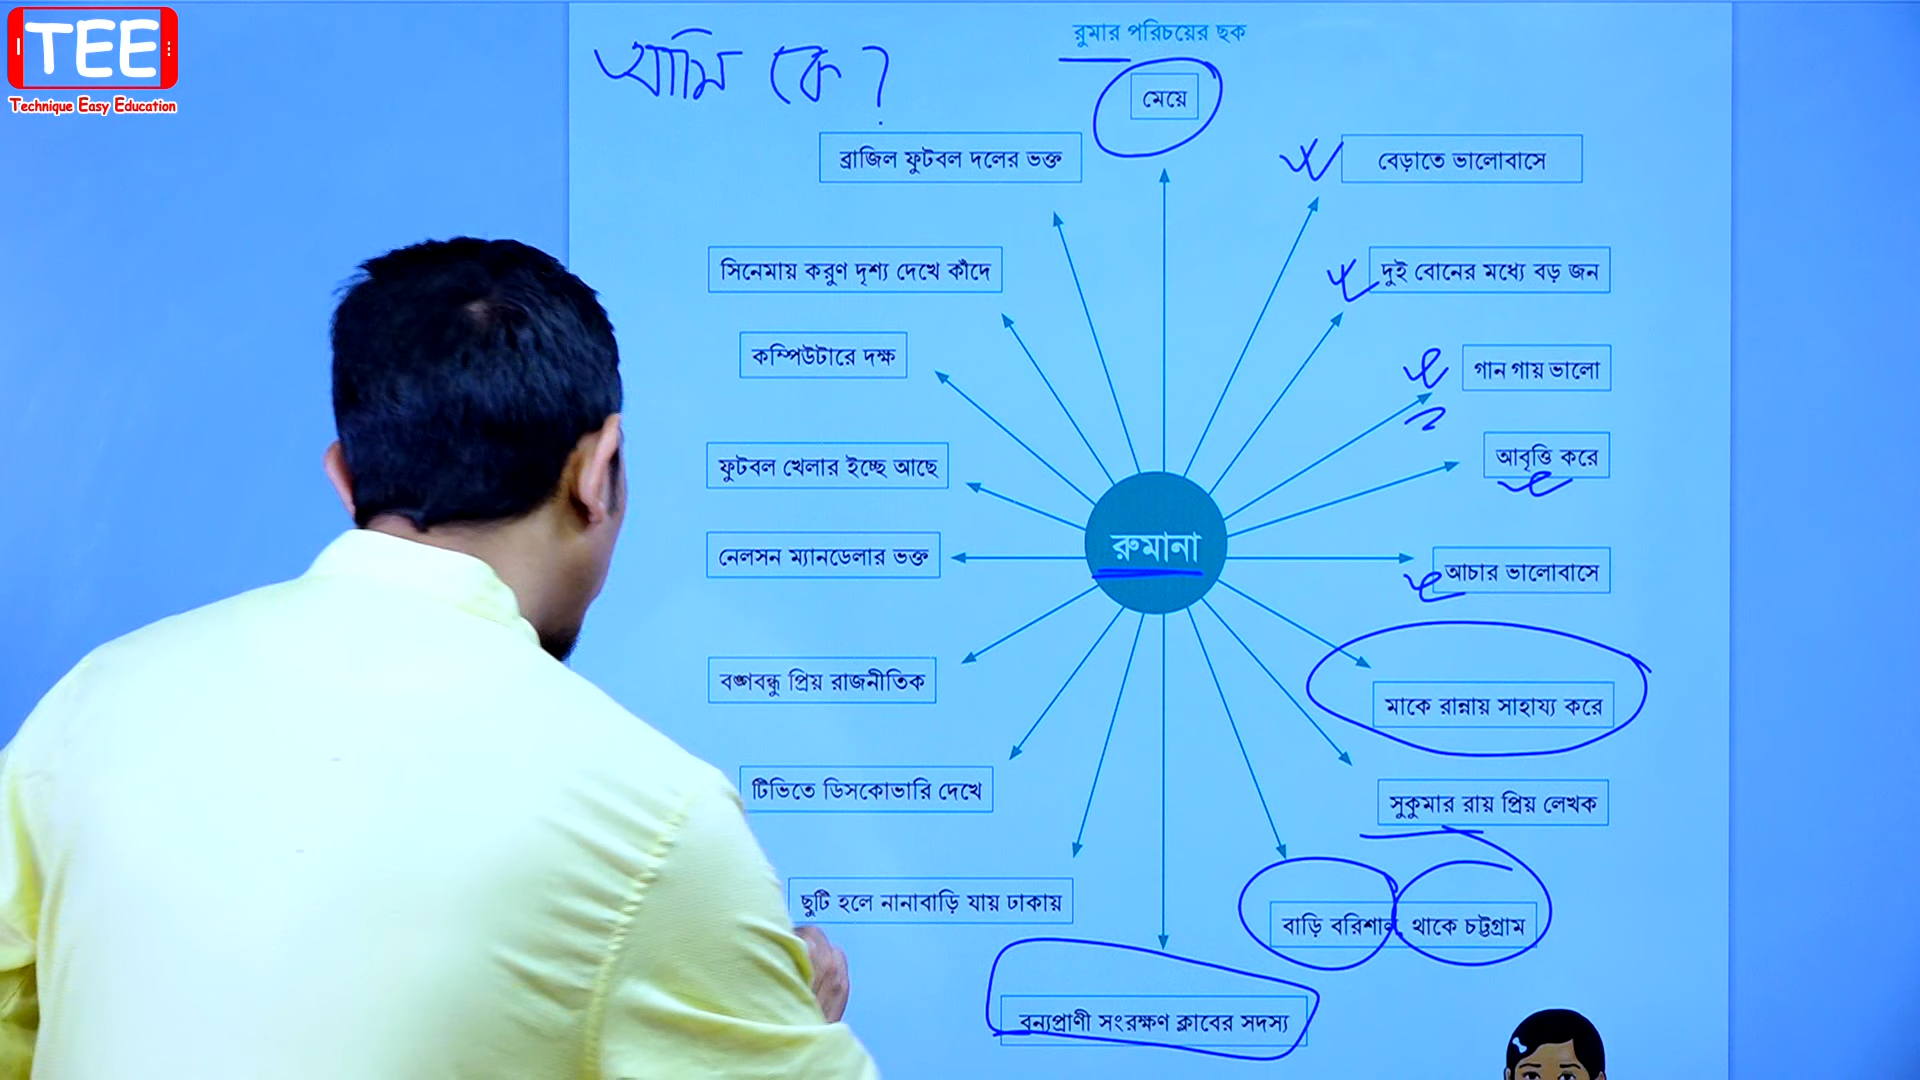 TEE
Technique Easy Education
রুমার পরিচয়ের ছক
আমি কে?
মেয়ে
ব্রাজিল ফুটবল দলের ভক্ত
বেড়াতে ভালোবাসে
সিনেমায় করুণ দৃশ্য দেখে কাঁদে
দুই বোনের মধ্যে বড় জন
কম্পিউটারে দক্ষ
গান গায় ভালো
ফুটবল খেলার ইচ্ছে আছে
আবৃত্তি করে
রুমানা
নেলসন ম্যানডেলার ভক্ত
আচার ভালোবাসে
বঙ্গবন্ধু প্রিয় রাজনীতিক
মাকে রান্নায় সাহায্য করে
টিভিতে ডিসকোভারি দেখে
সুকুমার রায় প্রিয় লেখক
ছুটি হলে নানাবাড়ি যায় ঢাকায়
বাড়ি বরিশাল, থাকে চট্টগ্রাম
বন্যপ্রাণী সংরক্ষণ ক্লাবের সদস্য